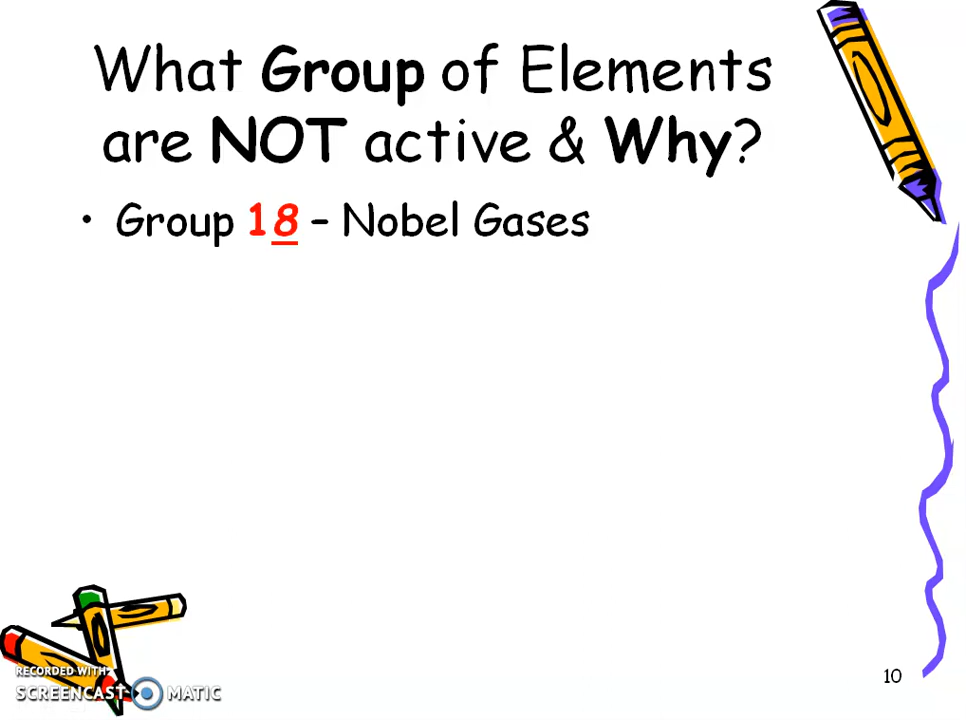 What Group of Elements
are NOT active & Why?
• Group 18 – Nobel Gases
RECORDED WITH
SCREENCAST MATIC
10